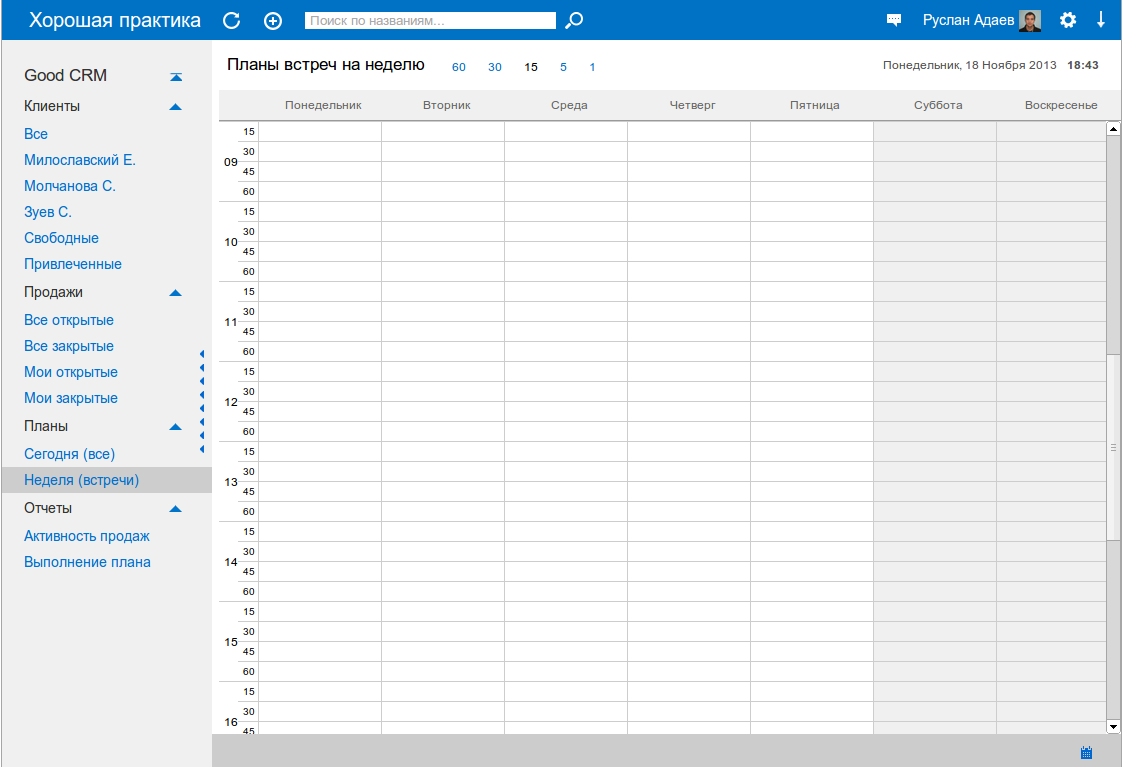 Хорошая практика
Поиск по названиям...
Руслан Адаев
Good CRM
Клиенты
Все
Милославский Е.
Молчанова С.
Зуев С.
Свободные
Привлеченные
Продажи
Все открытые
Все закрытые
Мои открытые
Мои закрытые
Планы
Сегодня (все)
Неделя (встречи)
Отчеты
Активность продаж
Выполнение плана
Планы встреч на неделю 60 30 15 5 1
Понедельник, 18 Ноября 2013 18:43
Понедельник Вторник Среда Четверг Пятница Суббота Воскресенье
15
30
09
45
60
15
30
10
45
60
15
30
11
45
60
15
30
12
45
60
15
30
13
45
60
15
30
14
45
60
15
30
15
45
60
15
30
16
45